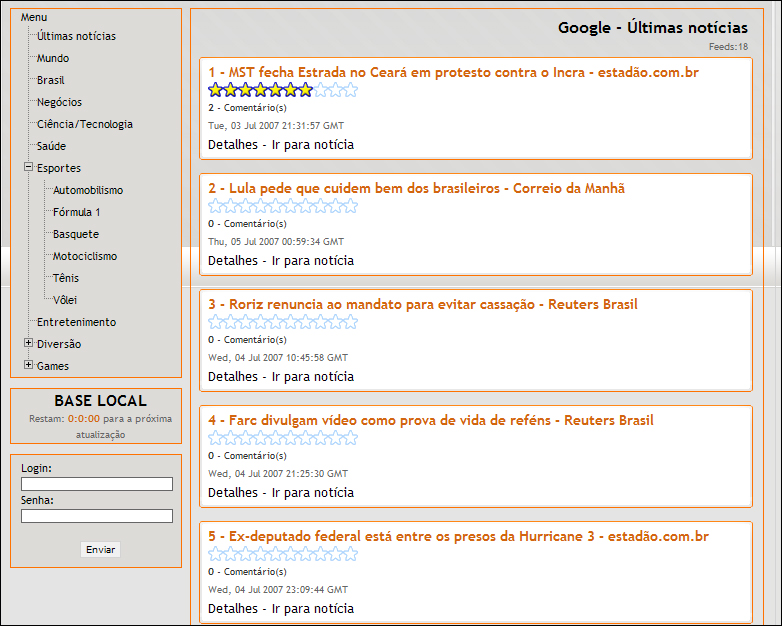 Menu
Últimas notícias
Mundo
Brasil
Negócios
Ciência/Tecnologia
Saúde
Esportes
Automobilismo
Fórmula 1
Basquete
Motociclismo
Tênis
Vôlei
Entretenimento
Diversão
Games
BASE LOCAL
Restam: 0:0:00 para a próxima
atualização
Login:
Senha:
Enviar
Google - Últimas notícias
Feeds:18
1 - MST fecha Estrada no Ceará em protesto contra o Incra - estadão.com.br
2 - Comentário(s)
Tue, 03 Jul 2007 21:31:57 GMT
Detalhes - Ir para notícia
2 - Lula pede que cuidem bem dos brasileiros - Correio da Manhã
0 - Comentário(s)
Thu, 05 Jul 2007 00:59:34 GMT
Detalhes - Ir para notícia
3 - Roriz renuncia ao mandato para evitar cassação - Reuters Brasil
0 - Comentário(s)
Wed, 04 Jul 2007 10:45:58 GMT
Detalhes - Ir para notícia
4 - Farc divulgam vídeo como prova de vida de reféns - Reuters Brasil
0 - Comentário(s)
Wed, 04 Jul 2007 21:25:30 GMT
Detalhes - Ir para notícia
5 - Ex-deputado federal está entre os presos da Hurricane 3 - estadão.com.br
0 - Comentário(s)
Wed, 04 Jul 2007 23:09:44 GMT
Detalhes - Ir para notícia